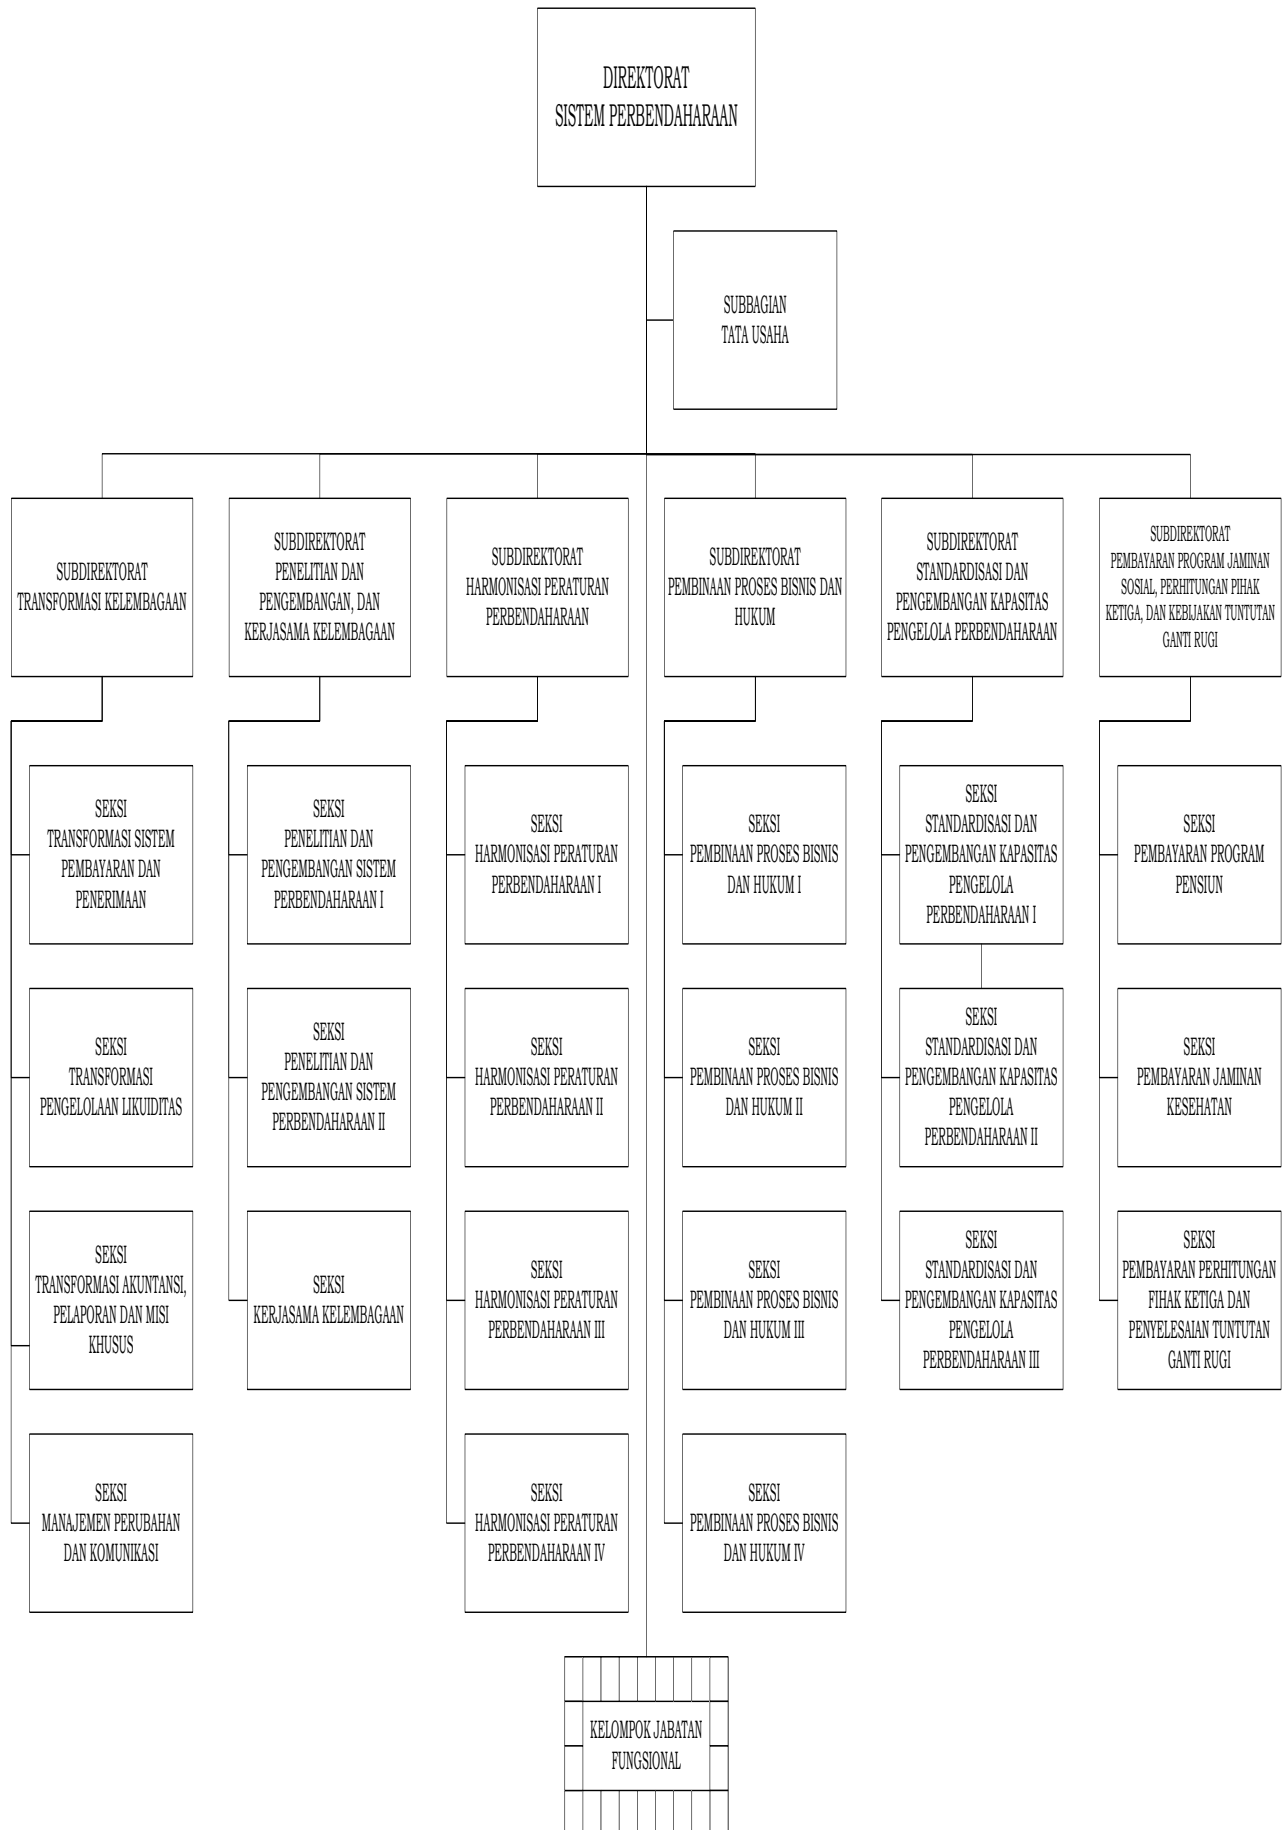 DIREKTORAT
SISTEM PERBENDAHARAAN
SUBBAGIAN
TATA USAHA
SUBDIREKTORAT
TRANSFORMASI KELEMBAGAAN
SUBDIREKTORAT
PENELITIAN DAN
PENGEMBANGAN, DAN
KERJASAMA KELEMBAGAAN
SUBDIREKTORAT
HARMONISASI PERATURAN
PERBENDAHARAAN
SUBDIREKTORAT
PEMBINAAN PROSES BISNIS DAN
HUKUM
SUBDIREKTORAT
STANDARDISASI DAN
PENGEMBANGAN KAPASITAS
PENGELOLA PERBENDAHARAAN
SUBDIREKTORAT
PEMBAYARAN PROGRAM JAMINAN
SOSIAL, PERHITUNGAN PIHAK
KETIGA, DAN KEBIJAKAN TUNTUTAN
GANTI RUGI
SEKSI
TRANSFORMASI SISTEM
PEMBAYARAN DAN
PENERIMAAN
SEKSI
PENELITIAN DAN
PENGEMBANGAN SISTEM
PERBENDAHARAAN I
SEKSI
HARMONISASI PERATURAN
PERBENDAHARAAN I
SEKSI
PEMBINAAN PROSES BISNIS
DAN HUKUM I
SEKSI
STANDARDISASI DAN
PENGEMBANGAN KAPASITAS
PENGELOLA
PERBENDAHARAAN I
SEKSI
PEMBAYARAN PROGRAM
PENSIUN
SEKSI
TRANSFORMASI
PENGELOLAAN LIKUIDITAS
SEKSI
PENELITIAN DAN
PENGEMBANGAN SISTEM
PERBENDAHARAAN II
SEKSI
HARMONISASI PERATURAN
PERBENDAHARAAN II
SEKSI
PEMBINAAN PROSES BISNIS
DAN HUKUM II
SEKSI
STANDARDISASI DAN
PENGEMBANGAN KAPASITAS
PENGELOLA
PERBENDAHARAAN II
SEKSI
PEMBAYARAN JAMINAN
KESEHATAN
SEKSI
TRANSFORMASI AKUNTANSI,
PELAPORAN DAN MISI
KHUSUS
SEKSI
KERJASAMA KELEMBAGAAN
SEKSI
HARMONISASI PERATURAN
PERBENDAHARAAN III
SEKSI
PEMBINAAN PROSES BISNIS
DAN HUKUM III
SEKSI
STANDARDISASI DAN
PENGEMBANGAN KAPASITAS
PENGELOLA
PERBENDAHARAAN III
SEKSI
PEMBAYARAN PERHITUNGAN
FIHAK KETIGA DAN
PENYELESAIAN TUNTUTAN
GANTI RUGI
SEKSI
MANAJEMEN PERUBAHAN
DAN KOMUNIKASI
SEKSI
HARMONISASI PERATURAN
PERBENDAHARAAN IV
SEKSI
PEMBINAAN PROSES BISNIS
DAN HUKUM IV
KELOMPOK JABATAN
FUNGSIONAL